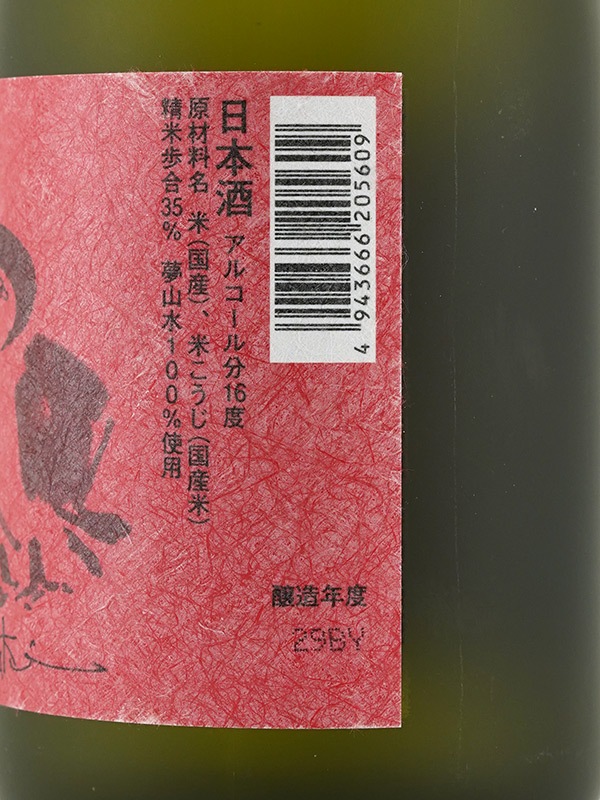 日本酒 アルコール分16度
原材料名 米(国産)、米こうじ(国産米)
精米歩合35% 夢山水100%使用
4 943666 205609
醸造年度
29BY